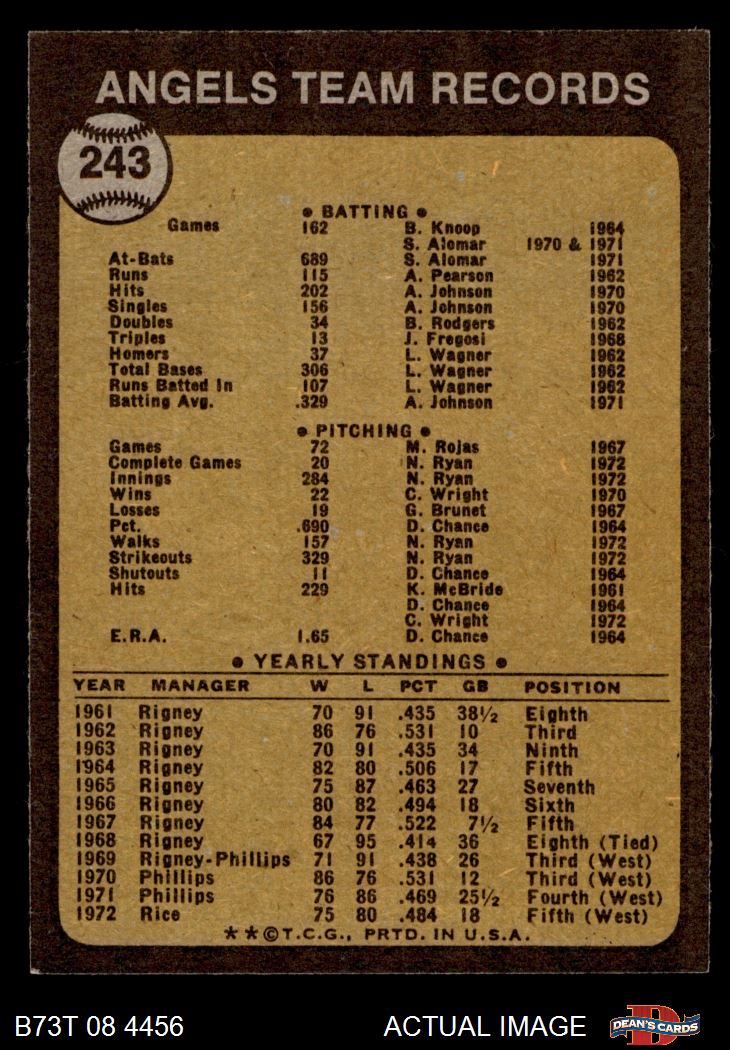 ANGELS TEAM RECORDS
243
• BATTING •
Games 162 B. Knoop 1964
S. Alomar 1970 & 1971
At-Bats 689 S. Alomar 1971
Runs 115 A. Pearson 1962
Hits 202 A. Johnson 1970
Singles 156 A. Johnson 1970
Doubles 34 B. Rodgers 1962
Triples 13 J. Fregosi 1968
Homers 37 L. Wagner 1962
Total Bases 306 L. Wagner 1962
Runs Batted In 107 L. Wagner 1962
Batting Avg. .329 A. Johnson 1971
• PITCHING •
Games 72 M. Rojas 1967
Complete Games 20 N. Ryan 1972
Innings 284 N. Ryan 1972
Wins 22 C. Wright 1970
Losses 19 G. Brunet 1967
Pct. .690 D. Chance 1964
Walks 157 N. Ryan 1972
Strikeouts 329 N. Ryan 1972
Shutouts 11 D. Chance 1964
Hits 229 K. McBride 1961
D. Chance 1964
C. Wright 1972
E.R.A. 1.65 D. Chance 1964
• YEARLY STANDINGS •
YEAR MANAGER W L PCT GB POSITION
1961 Rigney 70 91 .435 38½ Eighth
1962 Rigney 86 76 .531 10 Third
1963 Rigney 70 91 .435 34 Ninth
1964 Rigney 82 80 .506 17 Fifth
1965 Rigney 75 87 .463 27 Seventh
1966 Rigney 80 82 .494 18 Sixth
1967 Rigney 84 77 .522 7½ Fifth
1968 Rigney 67 95 .414 36 Eighth (Tied)
1969 Rigney-Phillips 71 91 .438 26 Third (West)
1970 Phillips 86 76 .531 12 Third (West)
1971 Phillips 76 86 .469 25½ Fourth (West)
1972 Rice 75 80 .484 18 Fifth (West)
**©T.C.G., PRTD. IN U.S.A.
B73T 08 4456 ACTUAL IMAGE
D
DEAN'S CARDS